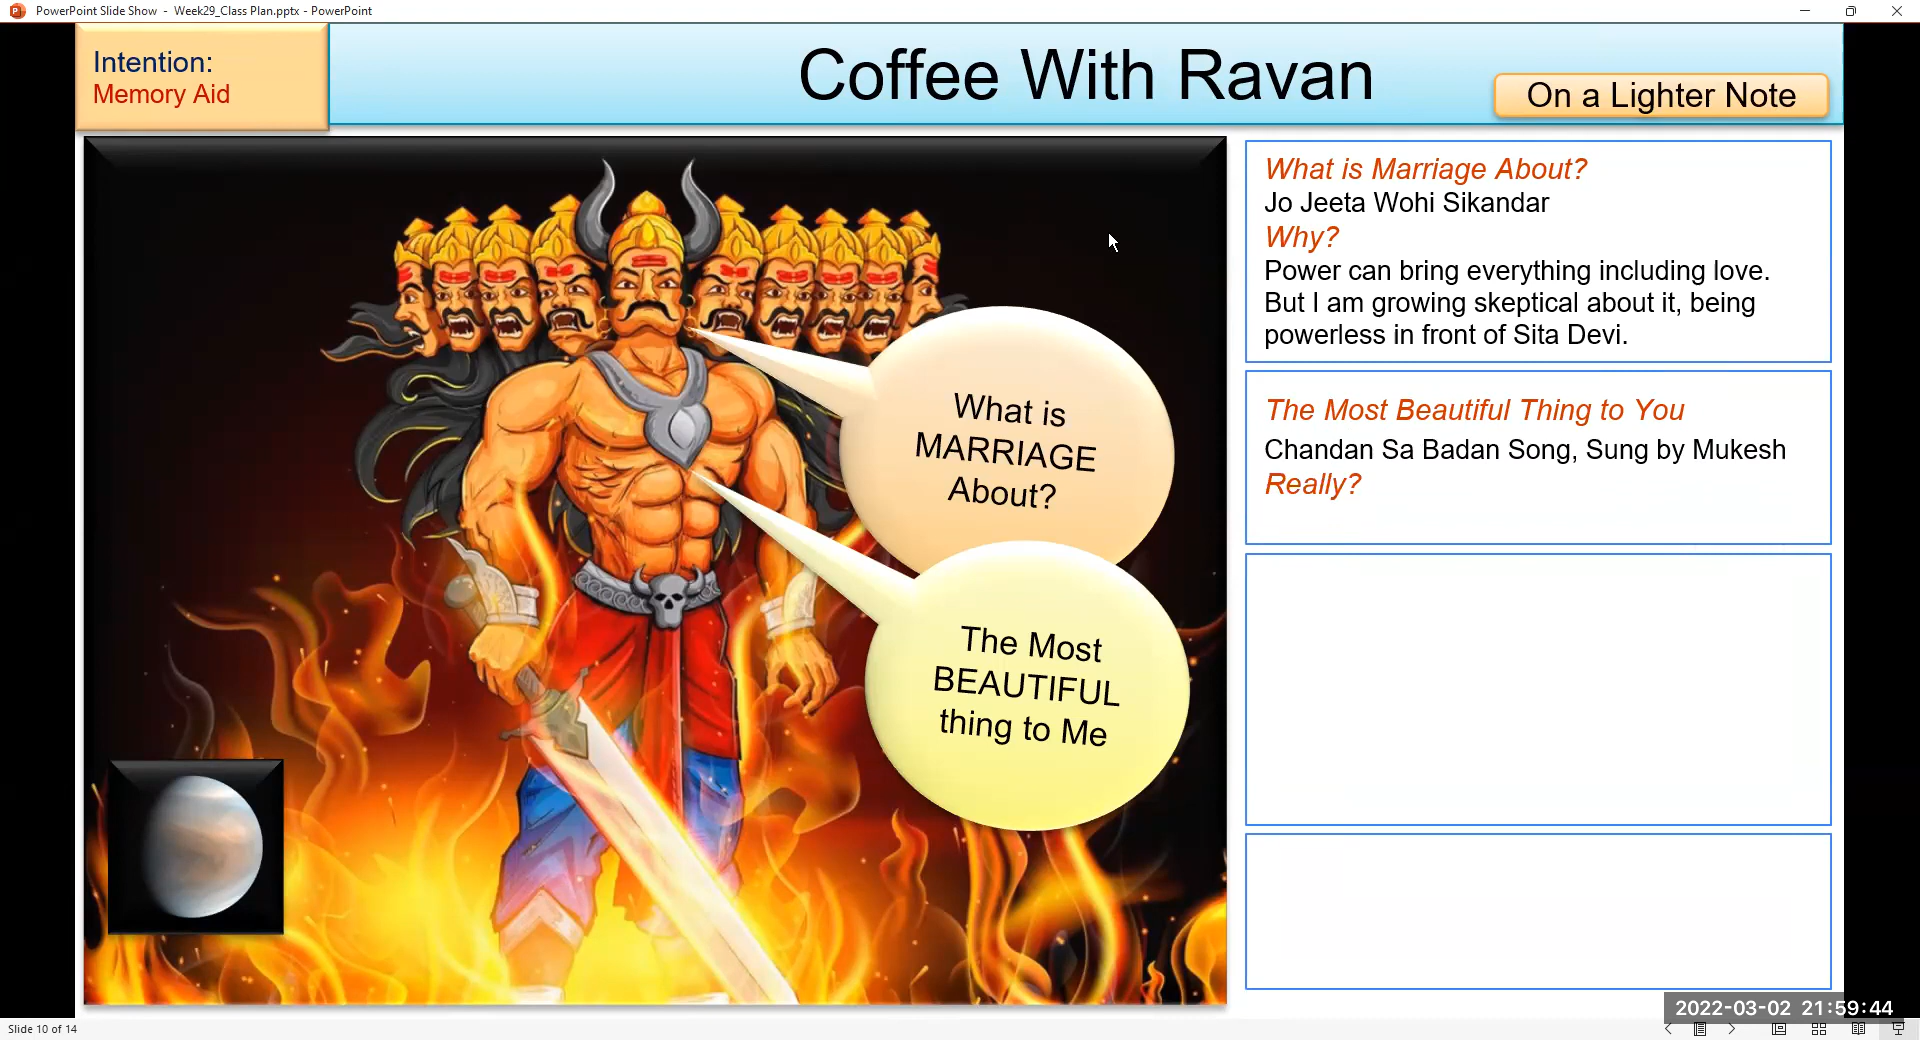 PowerPoint Slide Show - Week29_Class Plan.pptx - PowerPoint
Intention:
Memory Aid
Coffee With Ravan
On a Lighter Note
What is
MARRIAGE
About?
The Most
BEAUTIFUL
thing to Me
What is Marriage About?
Jo Jeeta Wohi Sikandar
Why?
Power can bring everything including love.
But I am growing skeptical about it, being
powerless in front of Sita Devi.
The Most Beautiful Thing to You
Chandan Sa Badan Song, Sung by Mukesh
Really?
2022-03-02 21:59:44
Slide 10 of 14